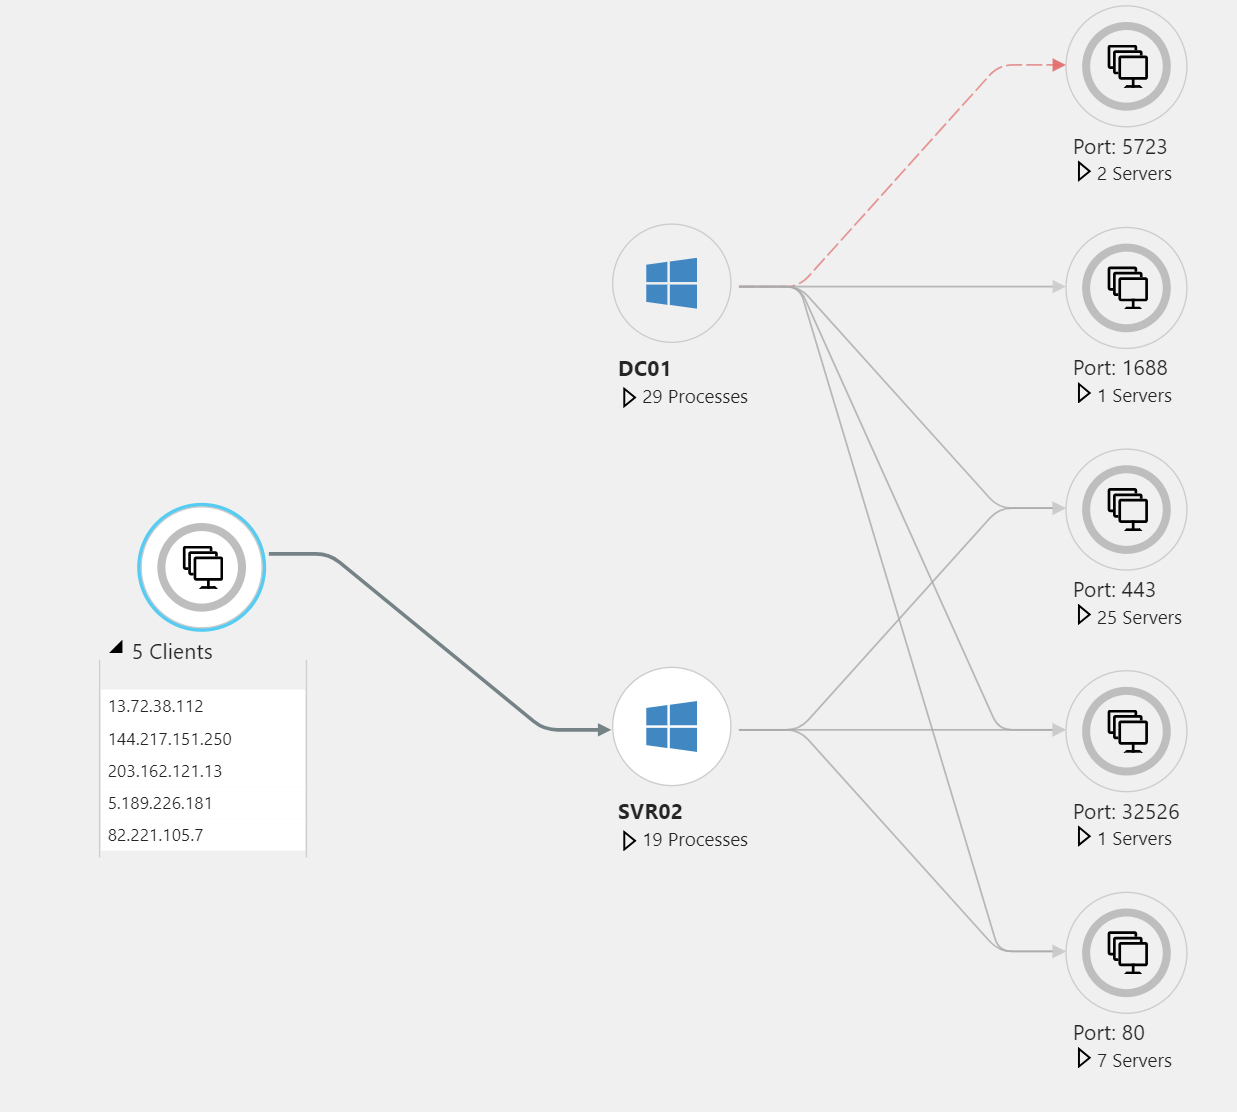 Port: 5723
2 Servers
DC01
29 Processes
Port: 1688
1 Servers
Port: 443
25 Servers
5 Clients
13.72.38.112
144.217.151.250
203.162.121.13
5.189.226.181
82.221.105.7
SVR02
19 Processes
Port: 32526
1 Servers
Port: 80
7 Servers